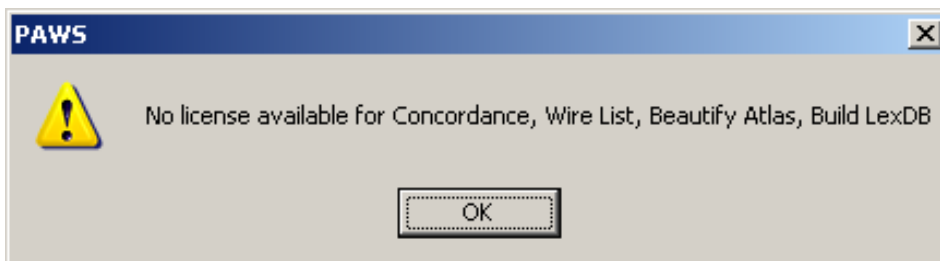 PAWS
No license available for Concordance, Wire List, Beautify Atlas, Build LexDB
OK